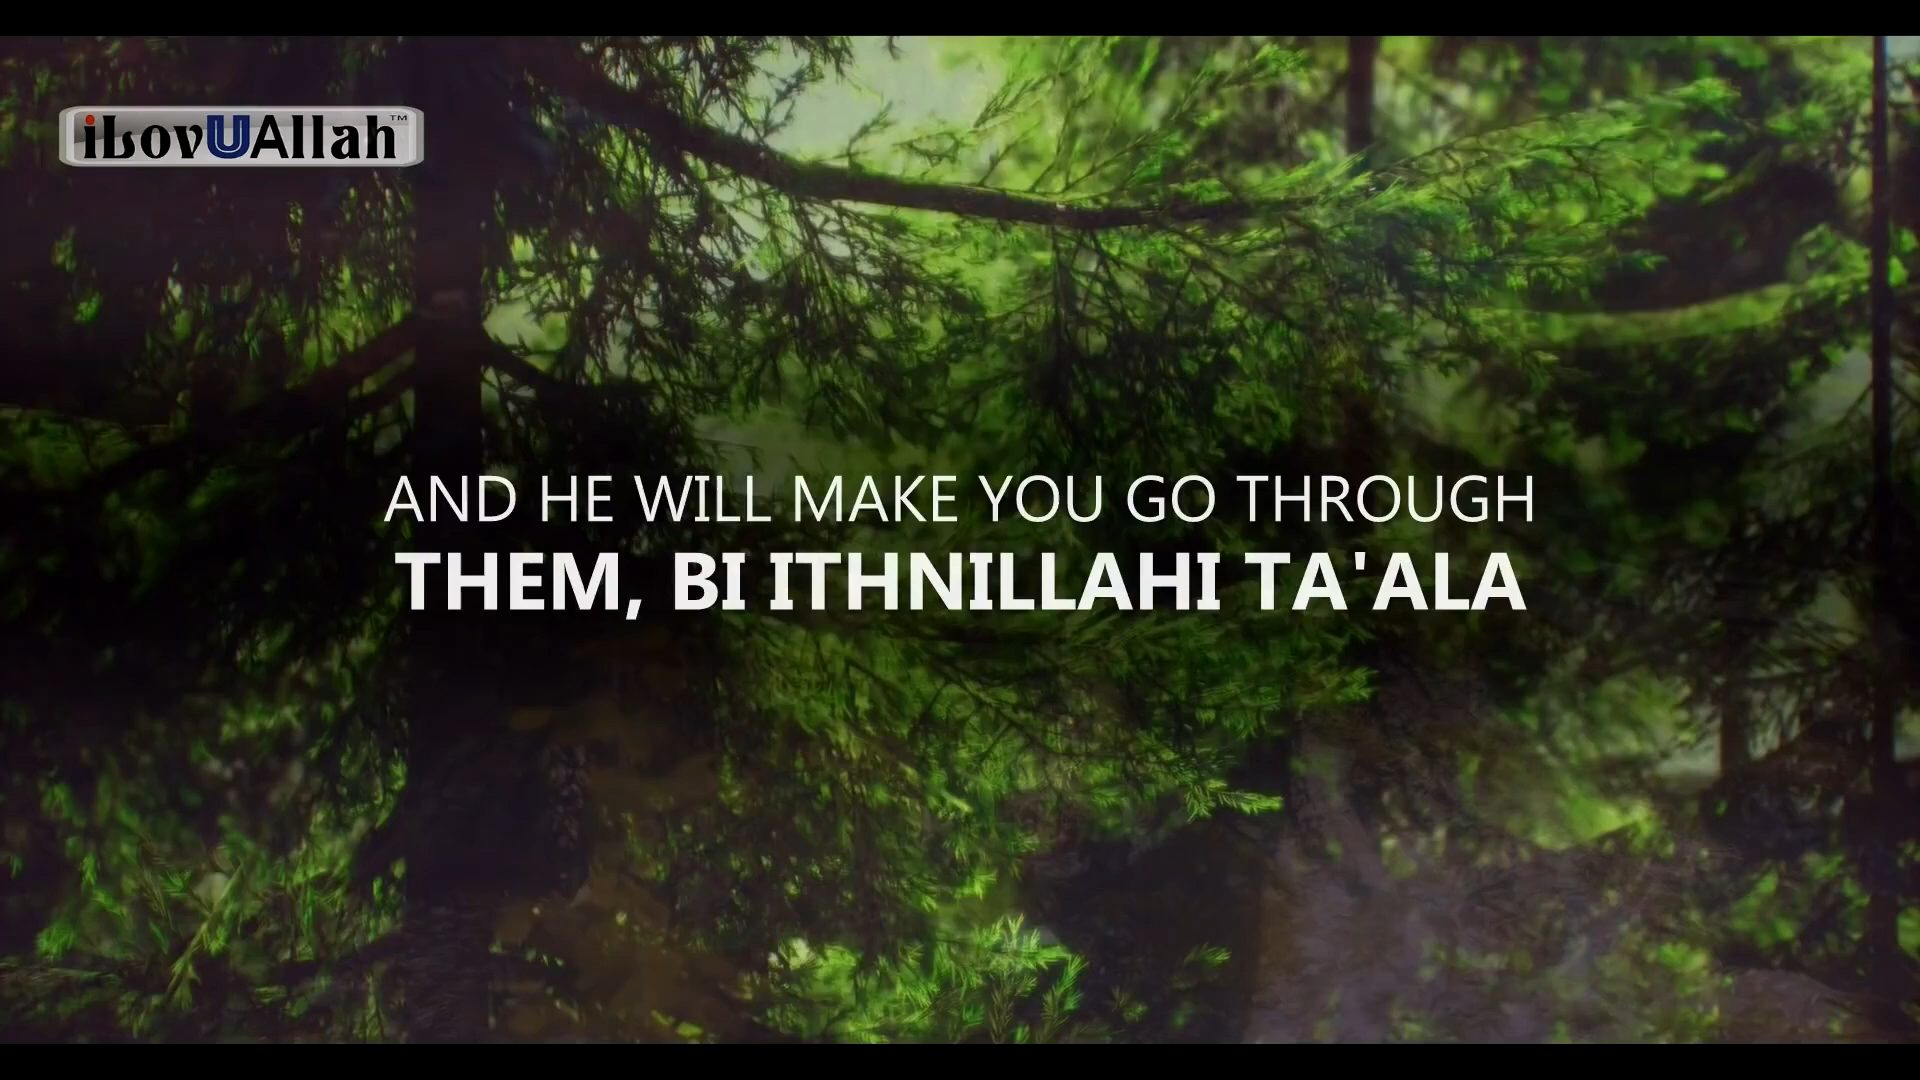 iLovUAllah™
AND HE WILL MAKE YOU GO THROUGH
THEM, BI ITHNILLAHI TA'ALA